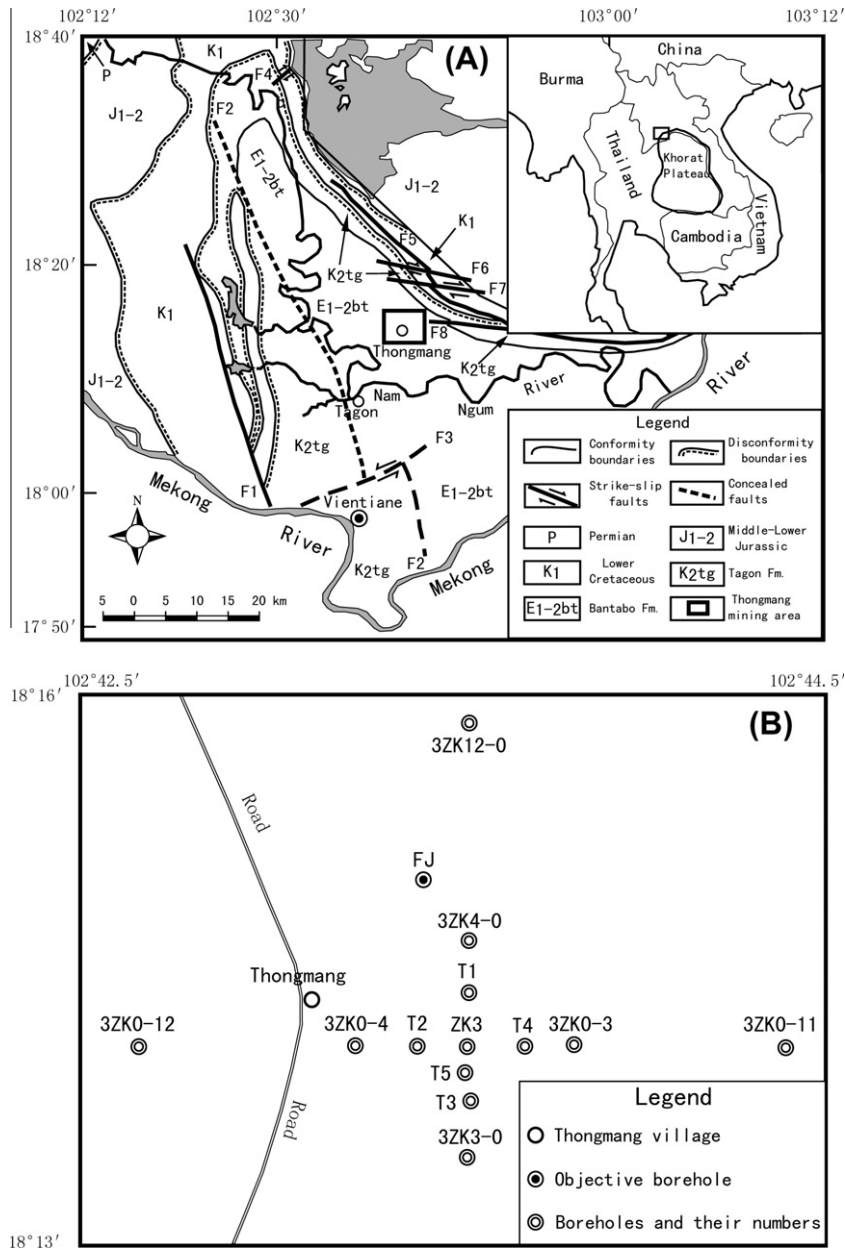 102°12′ 102°30′ 103°00′ 103°12′
18°40′
18°20′
18°00′
17°50′
(A)
K1
P
F4
F2
J1-2
E1-2bt
J1-2
K1
K2tg
F5
K2tg
F6
F7
K1
E1-2bt
F8
Thongmang
K2tg
J1-2
River
River
Nam
Ngum
Tagon
K2tg
F3
E1-2bt
F1
Vientiane
Mekong
River
K2tg
F2
Mekong
N
5 0 5 10 15 20 km
China
Burma
Thailand
Khorat
Plateau
Vietnam
Cambodia
Legend
Conformity
boundaries
Disconformity
boundaries
Strike-slip
faults
Concealed
faults
P Permian
J1-2 Middle-Lower
Jurassic
K1 Lower
Cretaceous
K2tg Tagon Fm.
E1-2bt Bantabo Fm.
Thongmang
mining area
102°42.5′ 102°44.5′
18°16′
18°13′
(B)
3ZK12-0
Road
FJ
3ZK4-0
T1
Thongmang
3ZK0-12 3ZK0-4 T2 ZK3 T4 3ZK0-3 3ZK0-11
T5
T3
Road
3ZK3-0
Legend
Thongmang village
Objective borehole
Boreholes and their numbers